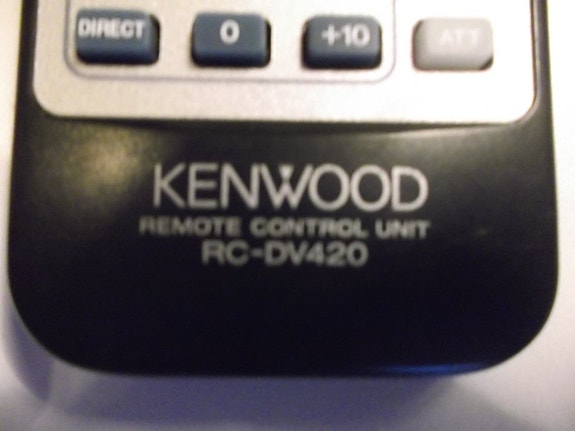 DIRECT 0 +10 ATT
KENWOOD
REMOTE CONTROL UNIT
RC-DV420